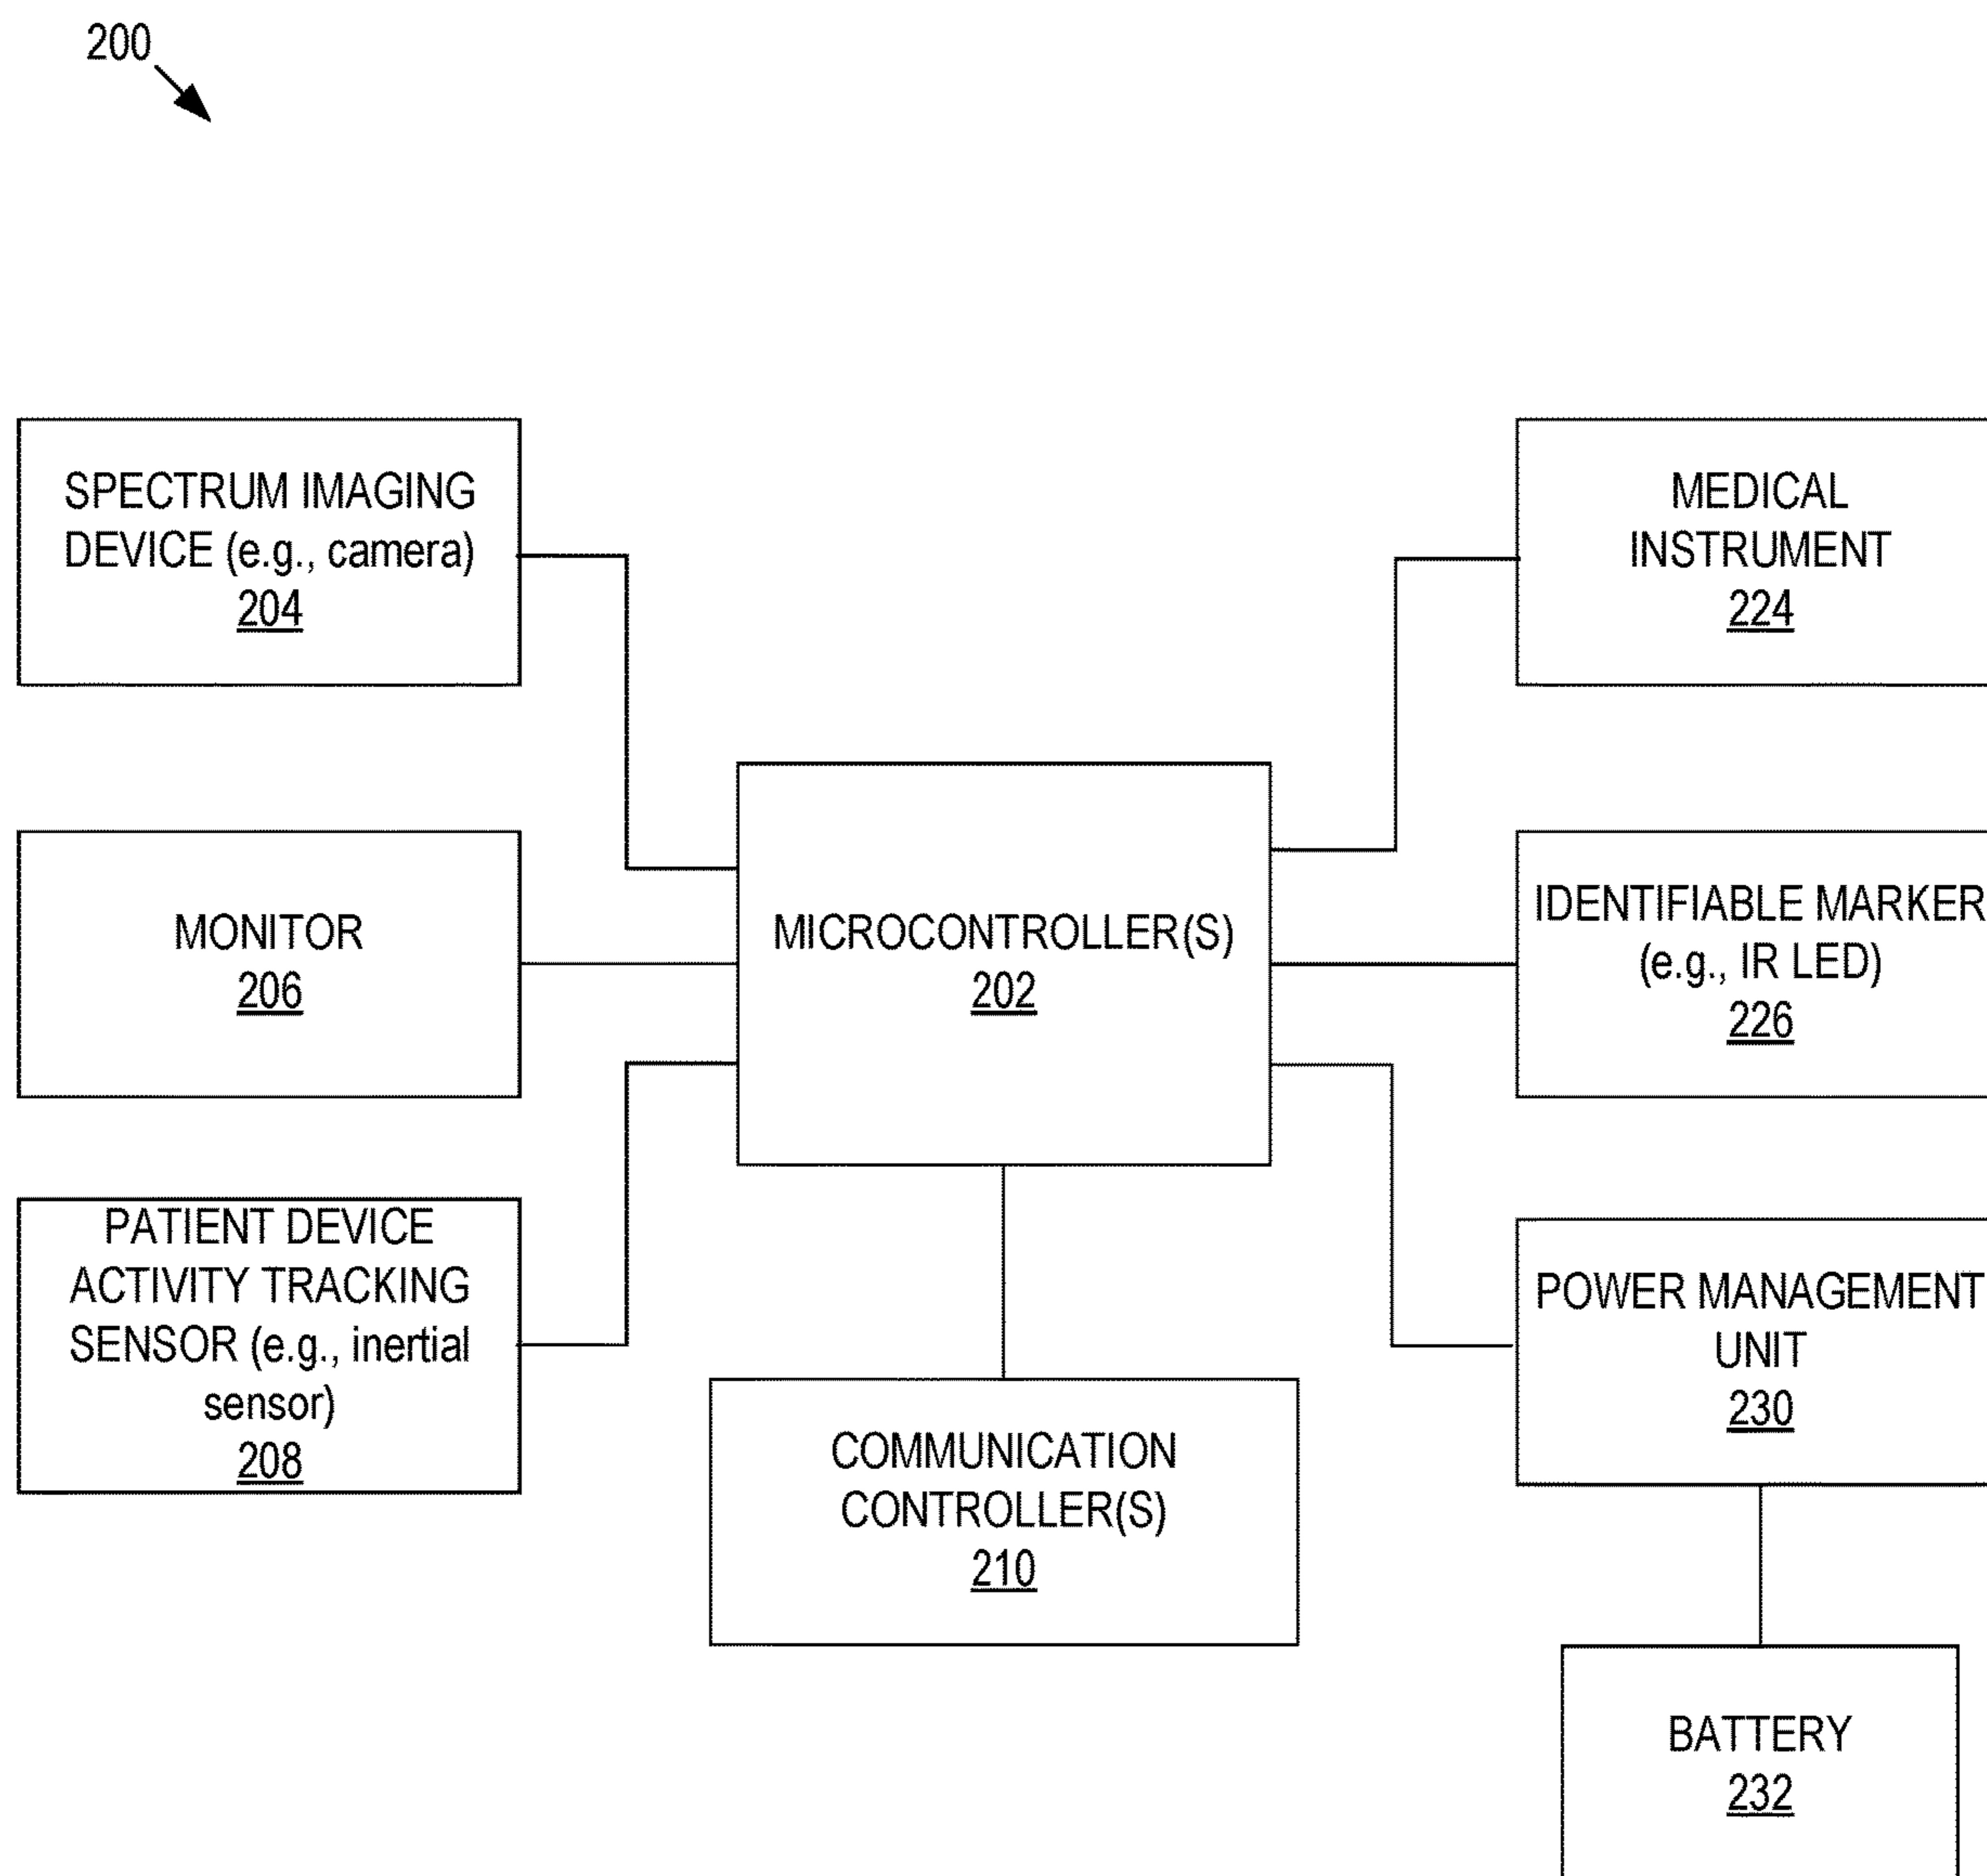 200
SPECTRUM IMAGING
DEVICE (e.g., camera)
204
MEDICAL
INSTRUMENT
224
MONITOR
206
MICROCONTROLLER(S)
202
IDENTIFIABLE MARKER
(e.g., IR LED)
226
PATIENT DEVICE
ACTIVITY TRACKING
SENSOR (e.g., inertial
sensor)
208
COMMUNICATION
CONTROLLER(S)
210
POWER MANAGEMENT
UNIT
230
BATTERY
232